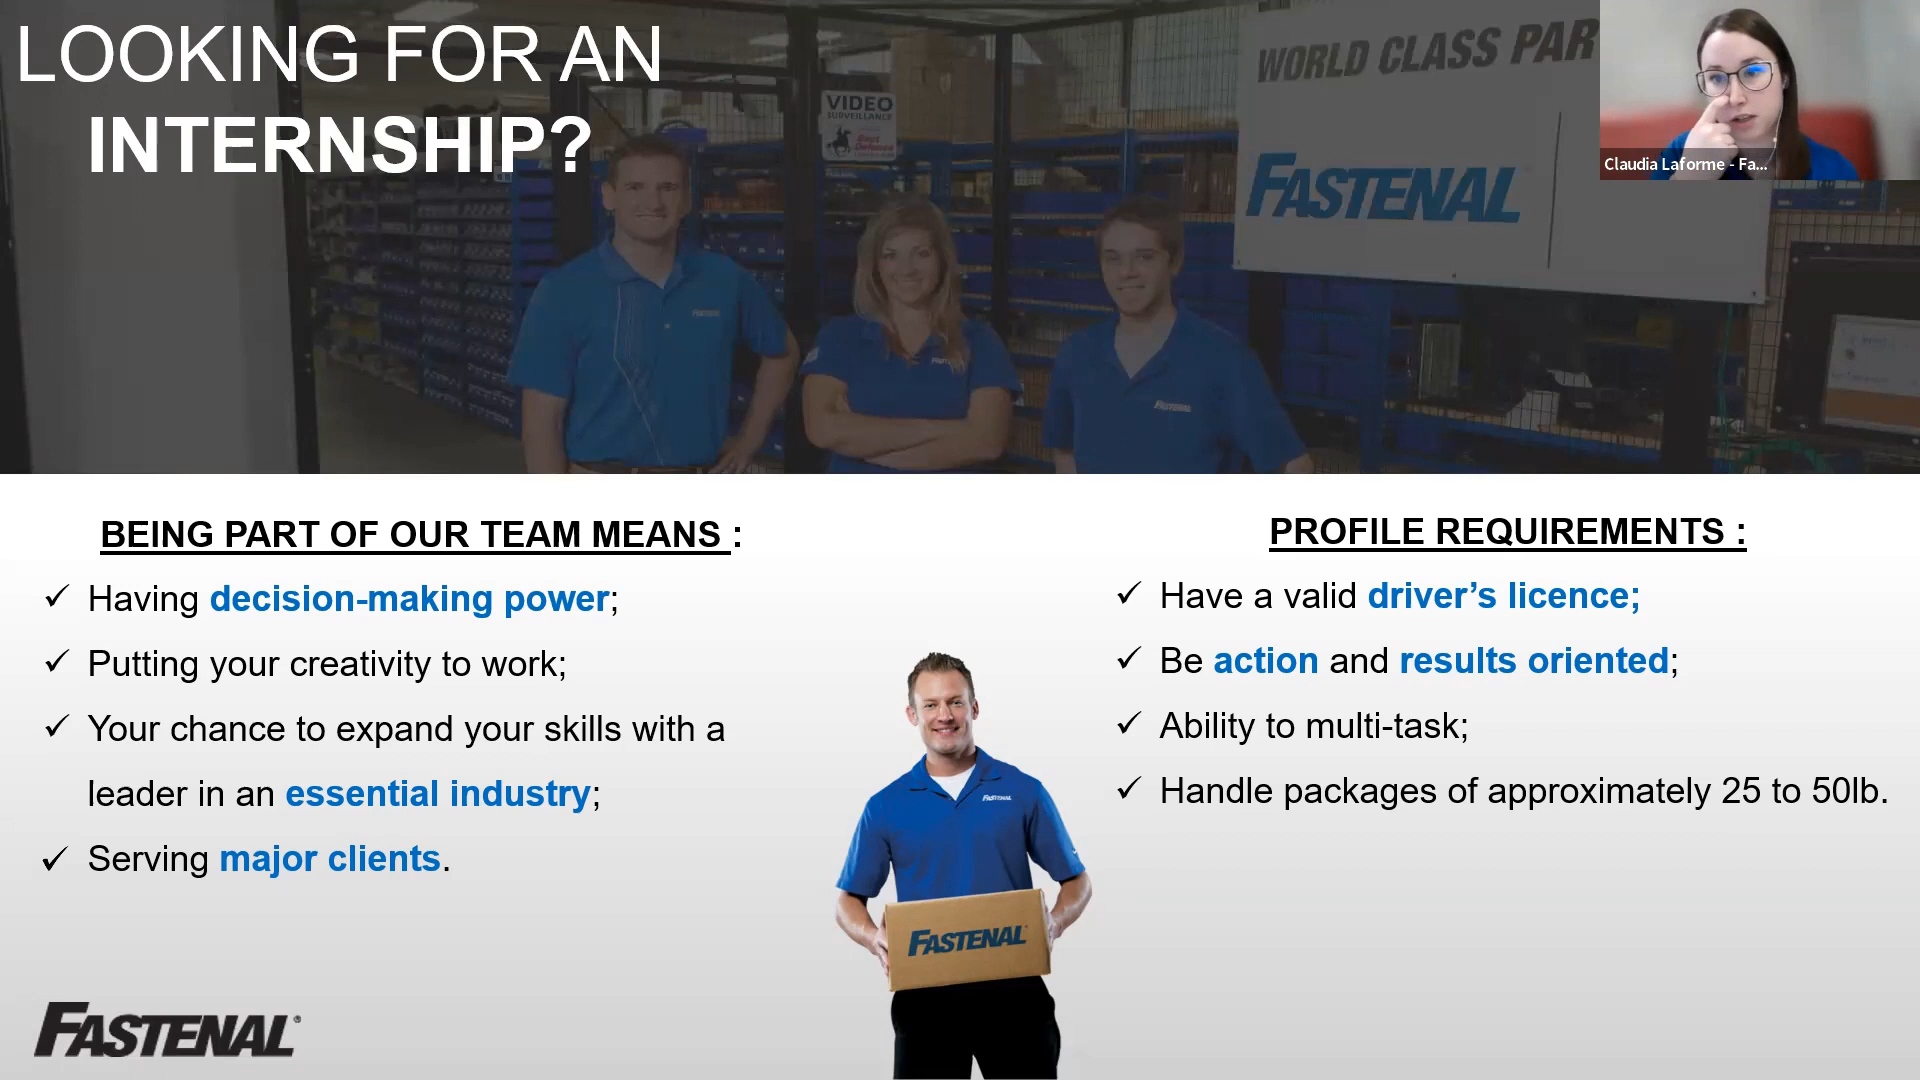 LOOKING FOR AN
INTERNSHIP?
VIDEO
SURVEILLANCE
WORLD CLASS PAR
FASTENAL
Claudia Laforme - Fa...
FASTENAL
FASTENAL
BEING PART OF OUR TEAM MEANS :
✓ Having decision-making power;
✓ Putting your creativity to work;
✓ Your chance to expand your skills with a
leader in an essential industry;
✓ Serving major clients.
PROFILE REQUIREMENTS :
✓ Have a valid driver’s licence;
✓ Be action and results oriented;
✓ Ability to multi-task;
✓ Handle packages of approximately 25 to 50lb.
FASTENAL
FASTENAL
FASTENAL®